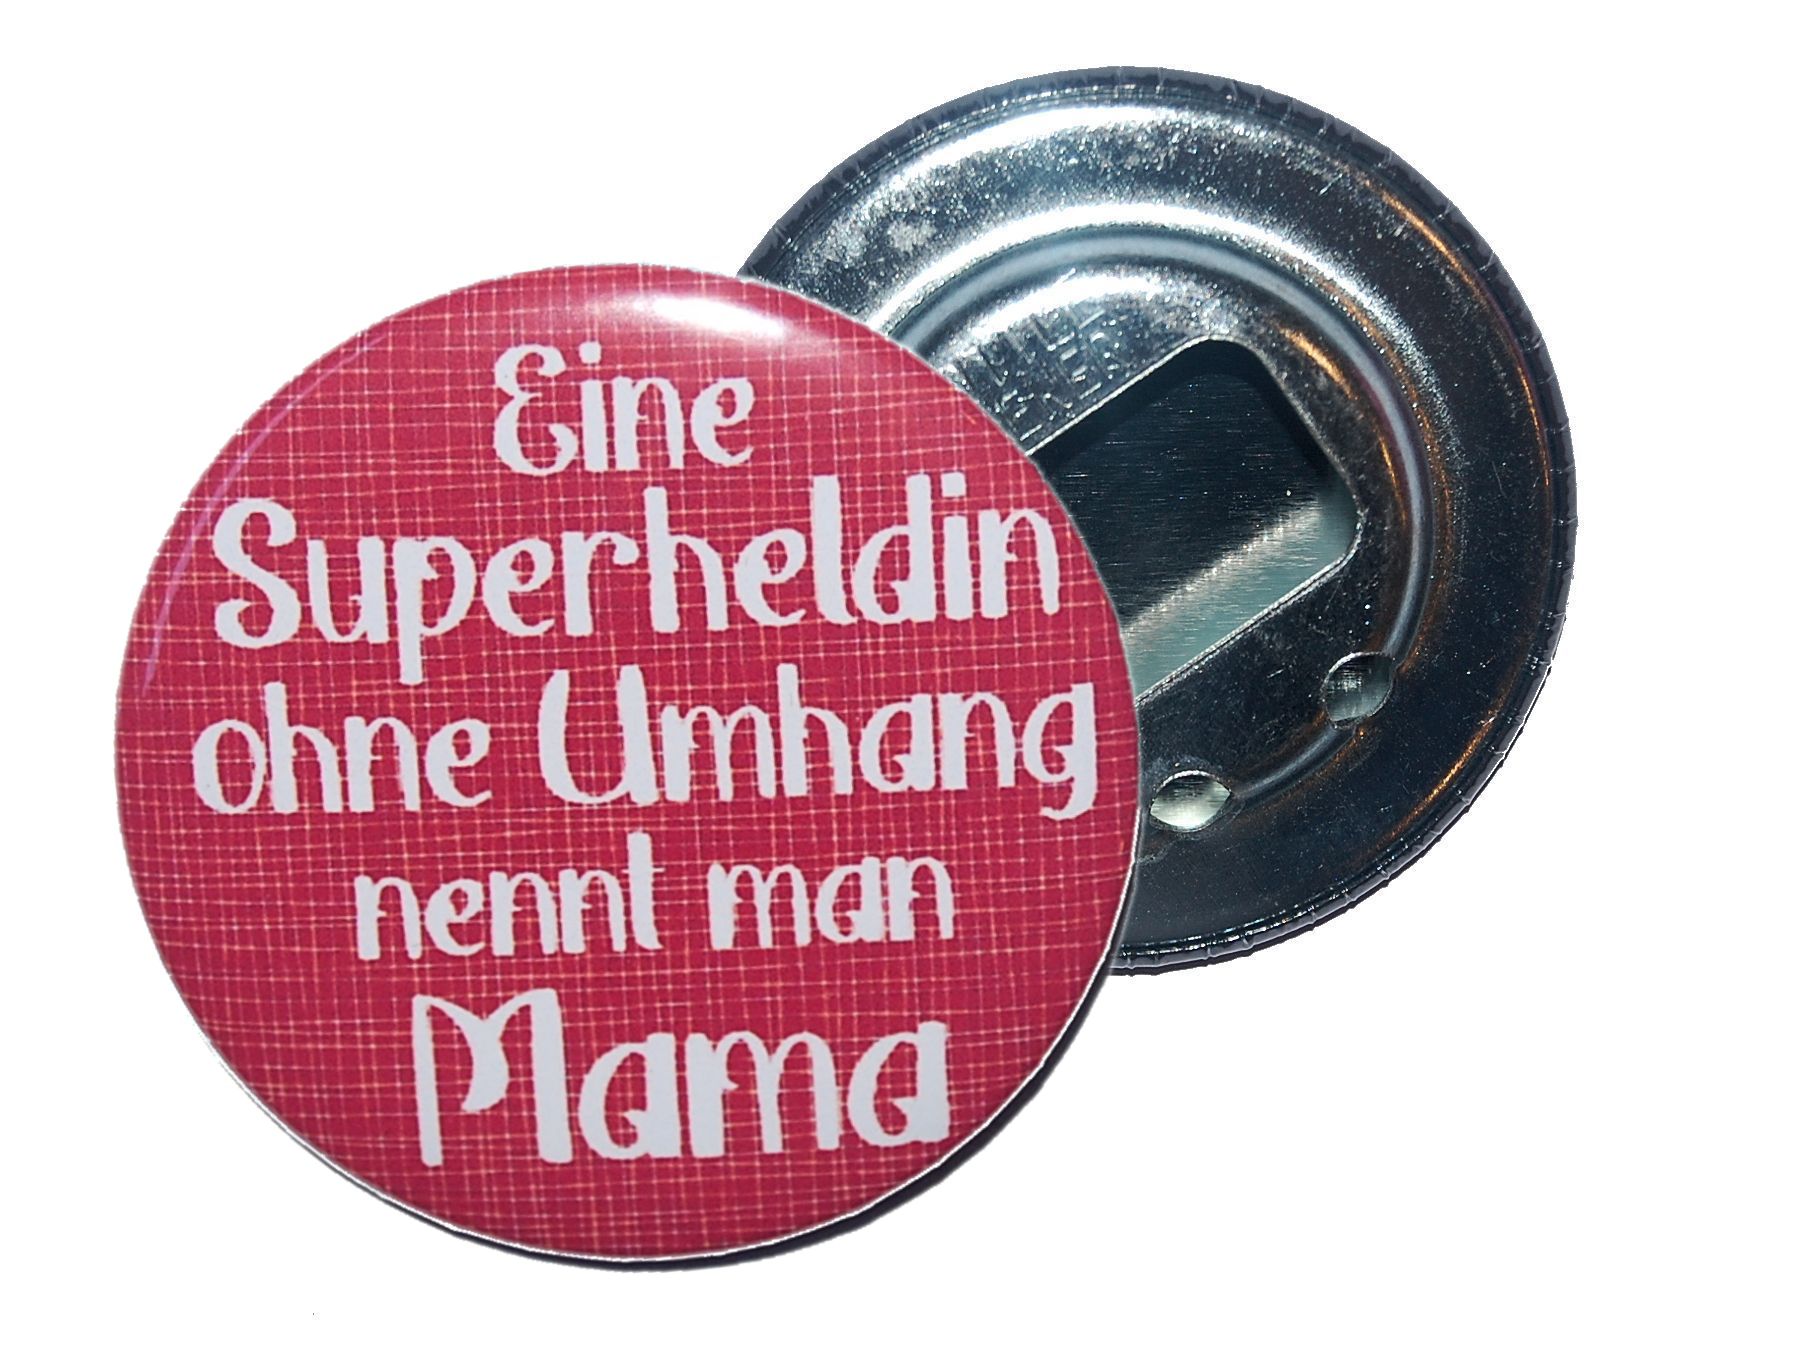 Eine
Superheldin
ohne Umhang
nennt man
Mama